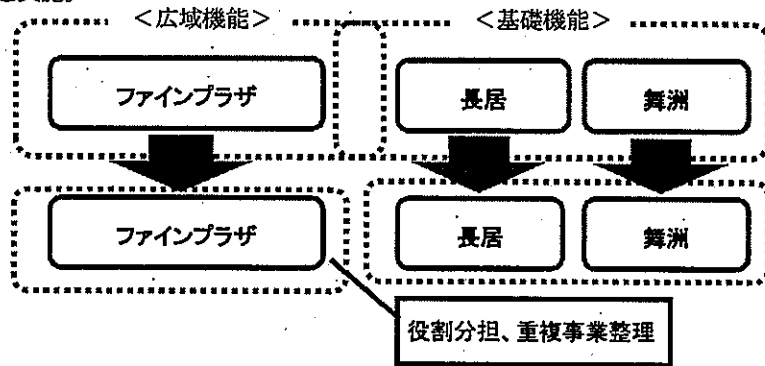 ＜広域機能＞ ＜基礎機能＞
ファインプラザ 長居 舞洲
ファインプラザ 長居 舞洲
役割分担、重複事業整理